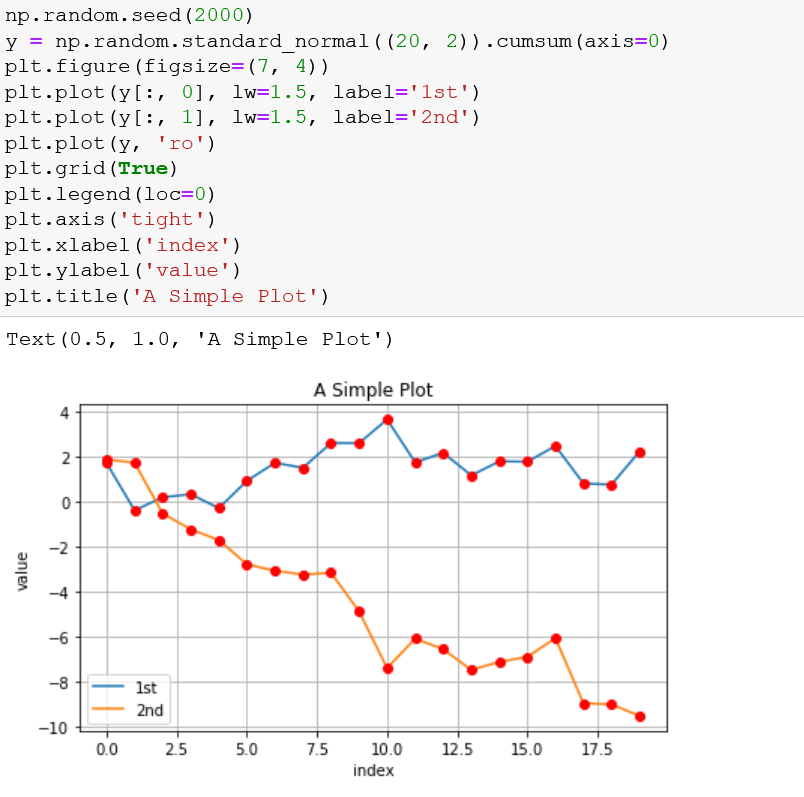 np.random.seed(2000)
y = np.random.standard_normal((20, 2)).cumsum(axis=0)
plt.figure(figsize=(7, 4))
plt.plot(y[:, 0], lw=1.5, label='1st')
plt.plot(y[:, 1], lw=1.5, label='2nd')
plt.plot(y, 'ro')
plt.grid(True)
plt.legend(loc=0)
plt.axis('tight')
plt.xlabel('index')
plt.ylabel('value')
plt.title('A Simple Plot')
Text(0.5, 1.0, 'A Simple Plot')
A Simple Plot
4
2
0
−2
−4
−6
−8
−10
value
1st
2nd
0.0 2.5 5.0 7.5 10.0 12.5 15.0 17.5
index